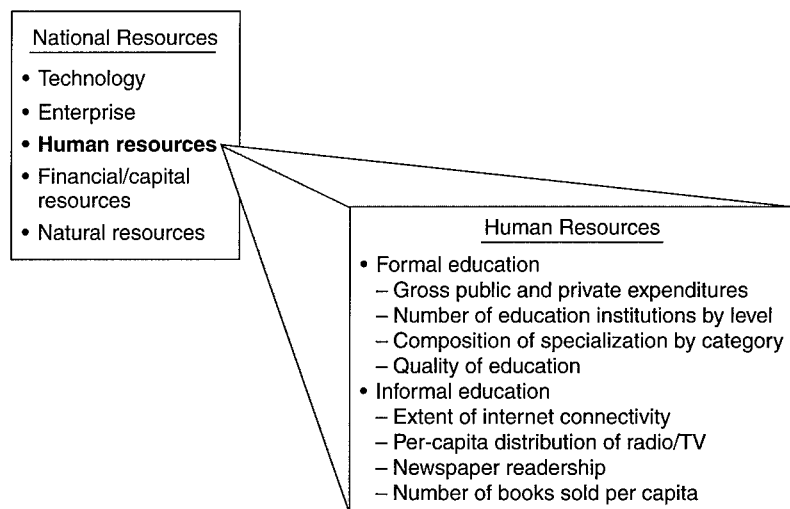 National Resources
• Technology
• Enterprise
• Human resources
• Financial/capital
resources
• Natural resources
Human Resources
• Formal education
– Gross public and private expenditures
– Number of education institutions by level
– Composition of specialization by category
– Quality of education
• Informal education
– Extent of internet connectivity
– Per-capita distribution of radio/TV
– Newspaper readership
– Number of books sold per capita